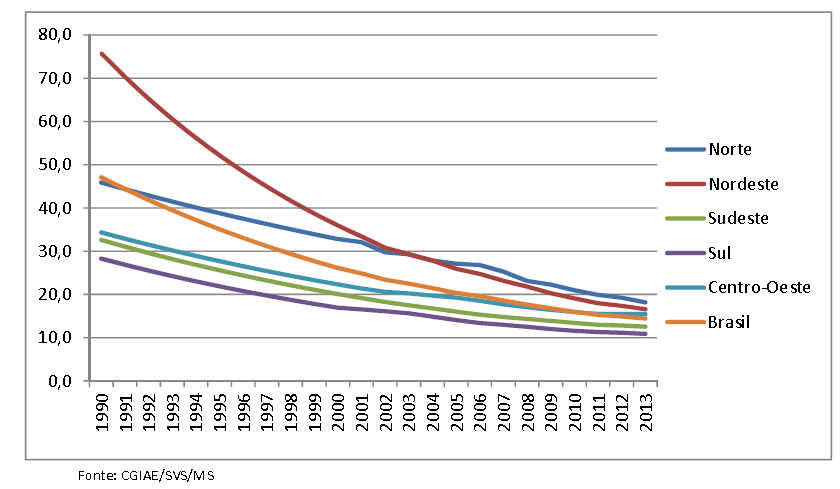 80,0
70,0
60,0
50,0
40,0
30,0
20,0
10,0
0,0
1990 1991 1992 1993 1994 1995 1996 1997 1998 1999 2000 2001 2002 2003 2004 2005 2006 2007 2008 2009 2010 2011 2012 2013
Norte
Nordeste
Sudeste
Sul
Centro-Oeste
Brasil
Fonte: CGIAE/SVS/MS